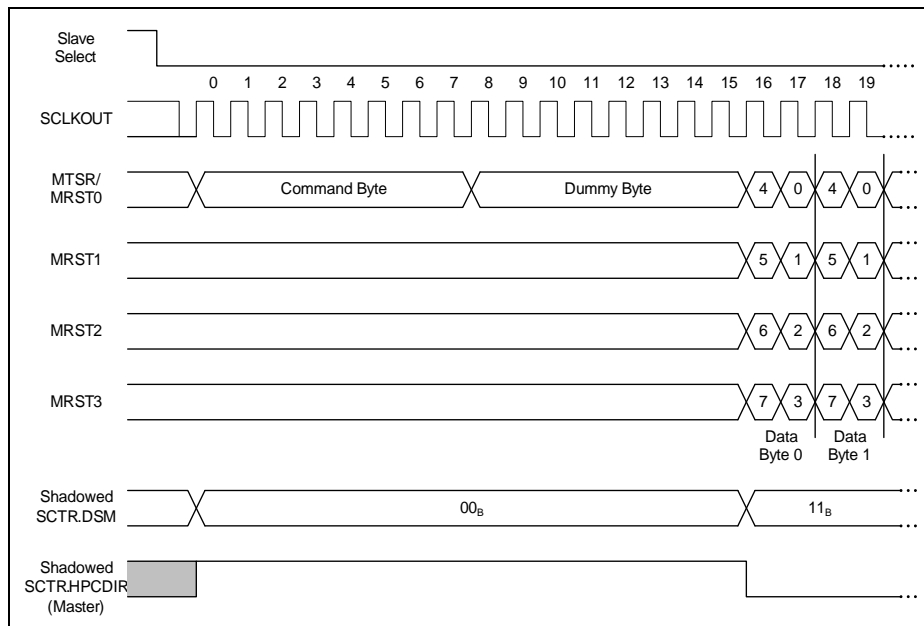 Slave
Select
0 1 2 3 4 5 6 7 8 9 10 11 12 13 14 15 16 17 18 19
SCLKOUT
MTSR/
MRST0
Command Byte
Dummy Byte
4 0 4 0
MRST1
5 1 5 1
MRST2
6 2 6 2
MRST3
7 3 7 3
Data
Byte 0
Data
Byte 1
Shadowed
SCTR.DSM
00B
11B
Shadowed
SCTR.HPCDIR
(Master)